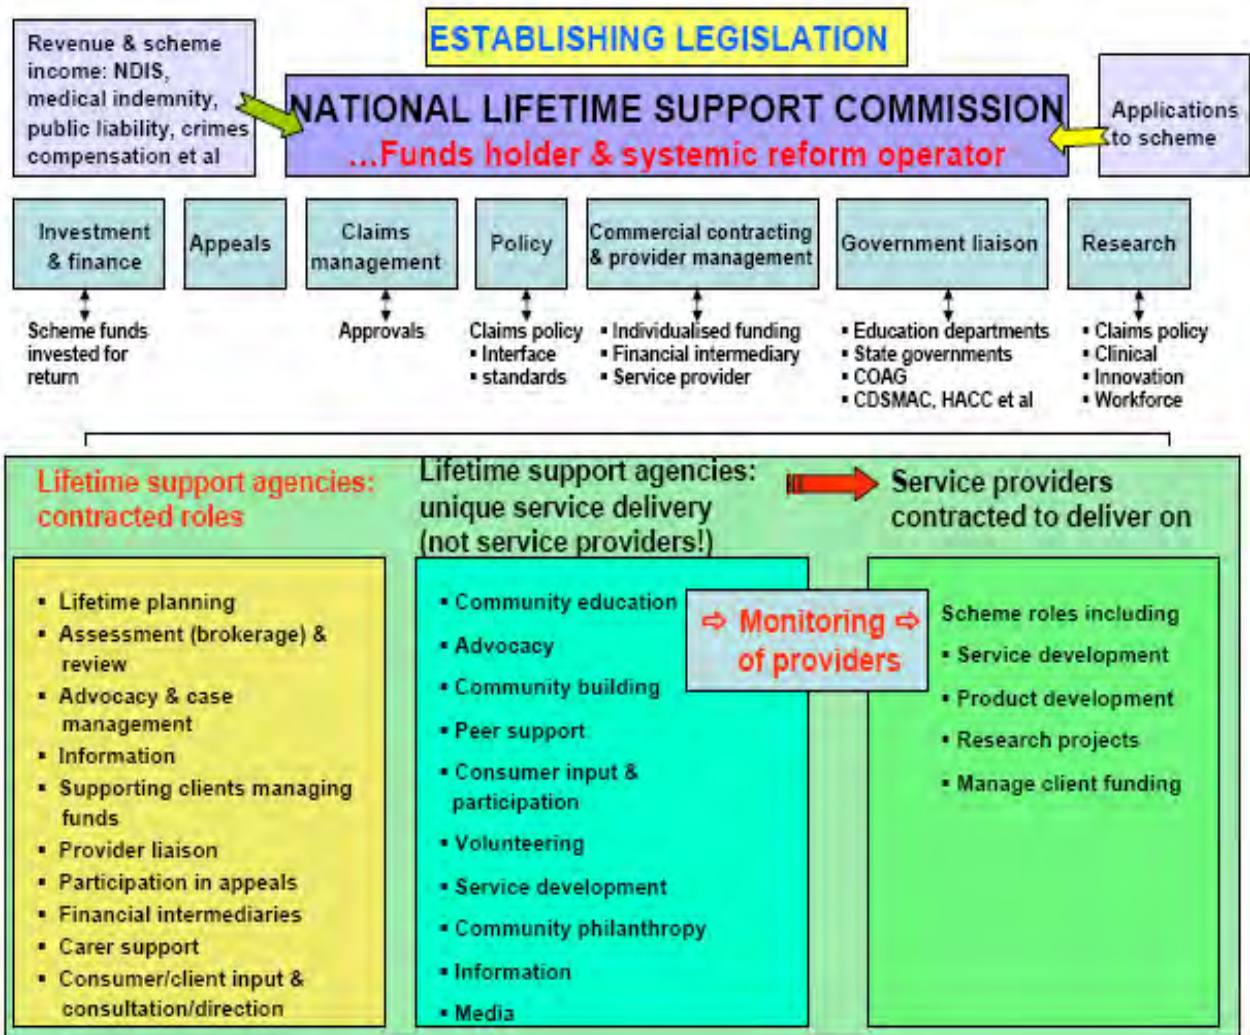 ESTABLISHING LEGISLATION
Revenue & scheme
income: NDIS,
medical indemnity,
public liability, crimes
compensation et al
NATIONAL LIFETIME SUPPORT COMMISSION
...Funds holder & systemic reform operator
Applications
to scheme
Investment
& finance
Appeals
Claims
management
Policy
Commercial contracting
& provider management
Government liaison
Research
Scheme funds
invested for
return
Approvals
Claims policy
▪ Interface
▪ standards
▪ Individualised funding
▪ Financial intermediary
▪ Service provider
▪ Education departments
▪ State governments
▪ COAG
▪ CDSMAC, HACC et al
▪ Claims policy
▪ Clinical
▪ Innovation
▪ Workforce
Lifetime support agencies:
contracted roles
▪ Lifetime planning
▪ Assessment (brokerage) &
review
▪ Advocacy & case
management
▪ Information
▪ Supporting clients managing
funds
▪ Provider liaison
▪ Participation in appeals
▪ Financial intermediaries
▪ Carer support
▪ Consumer/client input &
consultation/direction
Lifetime support agencies:
unique service delivery
(not service providers!)
▪ Community education
▪ Advocacy
▪ Community building
▪ Peer support
▪ Consumer input &
participation
▪ Volunteering
▪ Service development
▪ Community philanthropy
▪ Information
▪ Media
⇨ Monitoring ⇨
of providers
Service providers
contracted to deliver on
Scheme roles including
▪ Service development
▪ Product development
▪ Research projects
▪ Manage client funding